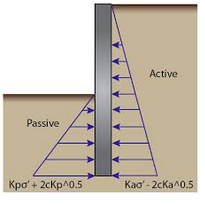 Active
Passive
Kpσ' + 2cKp^0.5
Kaσ' - 2cKa^0.5